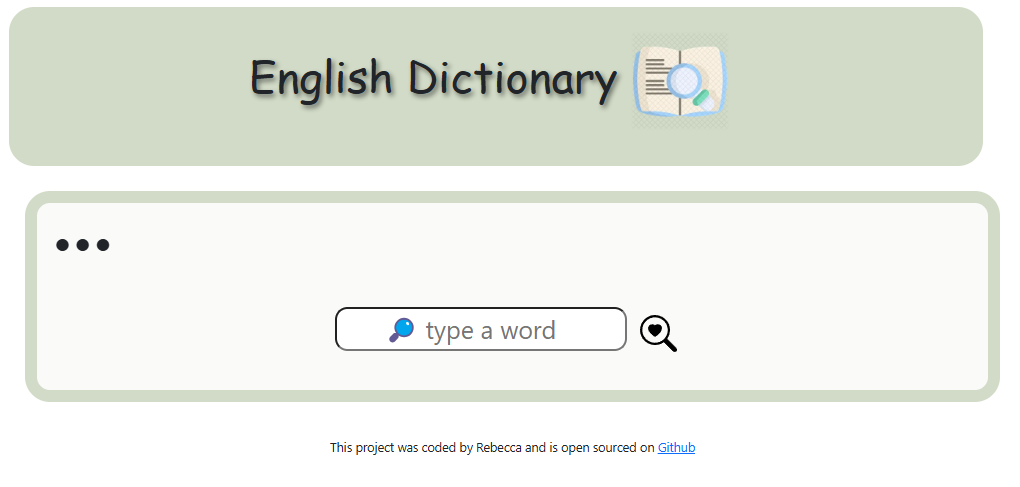 English Dictionary
•••
🔎 type a word
This project was coded by Rebecca and is open sourced on Github